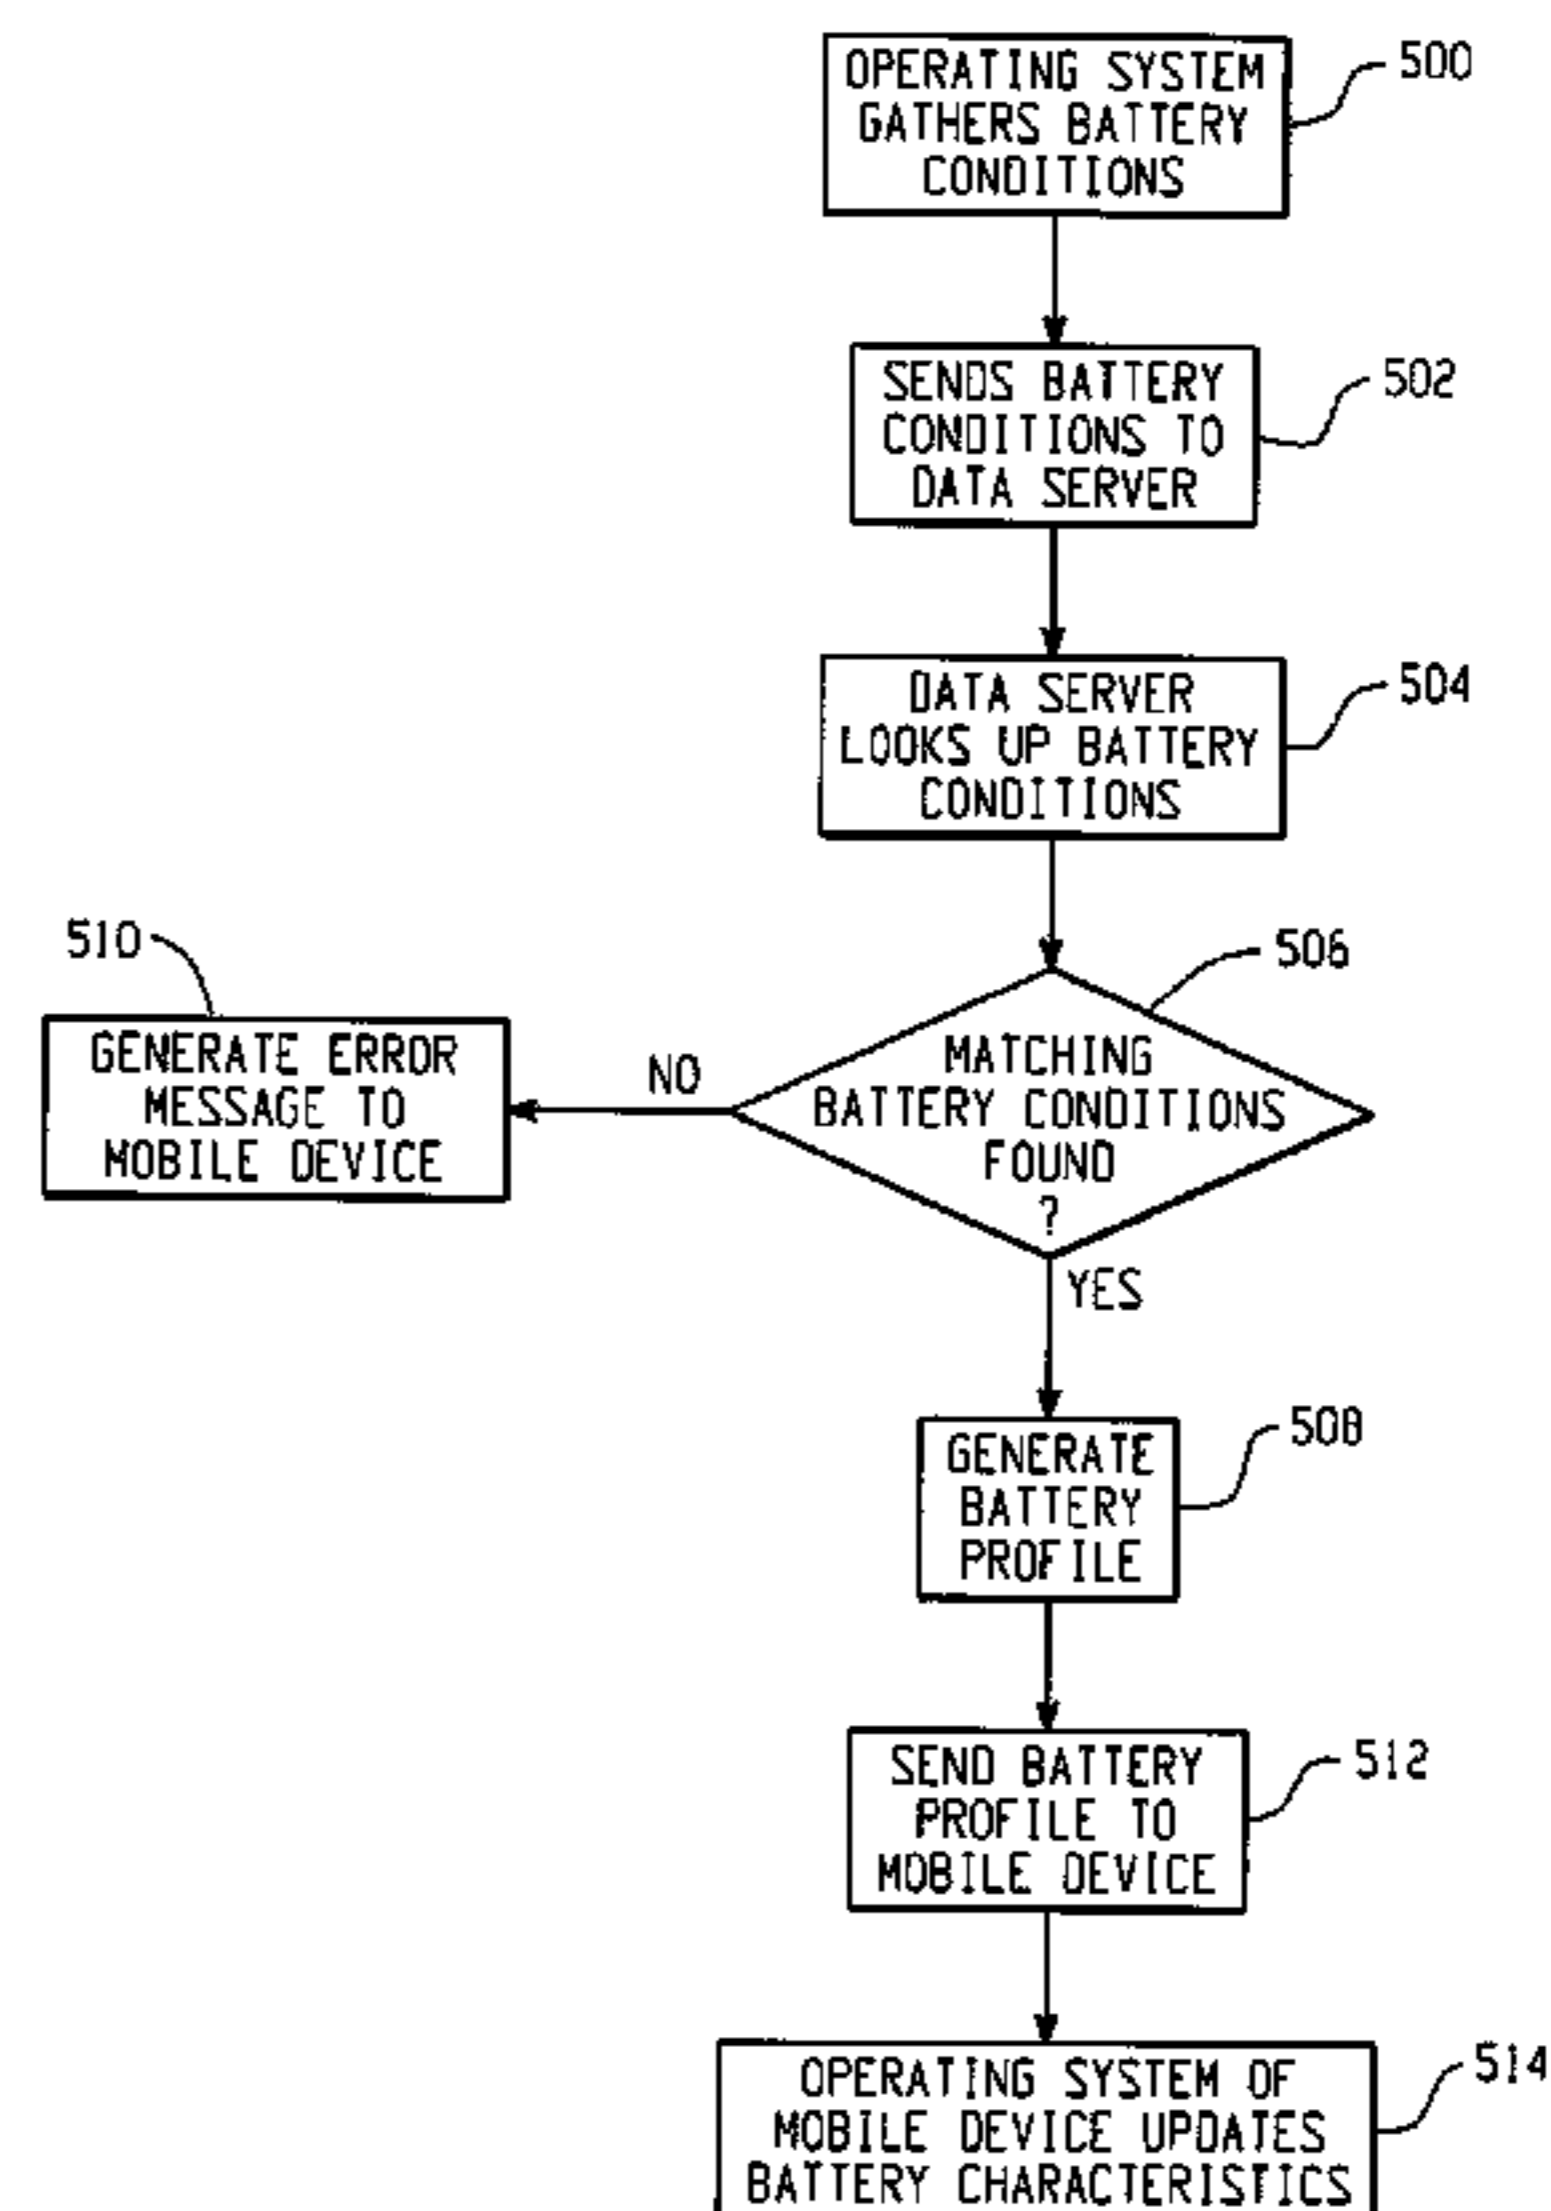 OPERATING SYSTEM
GATHERS BATTERY
CONDITIONS
500
SENDS BATTERY
CONDITIONS TO
DATA SERVER
502
DATA SERVER
LOOKS UP BATTERY
CONDITIONS
504
506
MATCHING
BATTERY CONDITIONS
FOUND
?
NO
510
GENERATE ERROR
MESSAGE TO
MOBILE DEVICE
YES
GENERATE
BATTERY
PROFILE
508
SEND BATTERY
PROFILE TO
MOBILE DEVICE
512
OPERATING SYSTEM OF
MOBILE DEVICE UPDATES
BATTERY CHARACTERISTICS
514